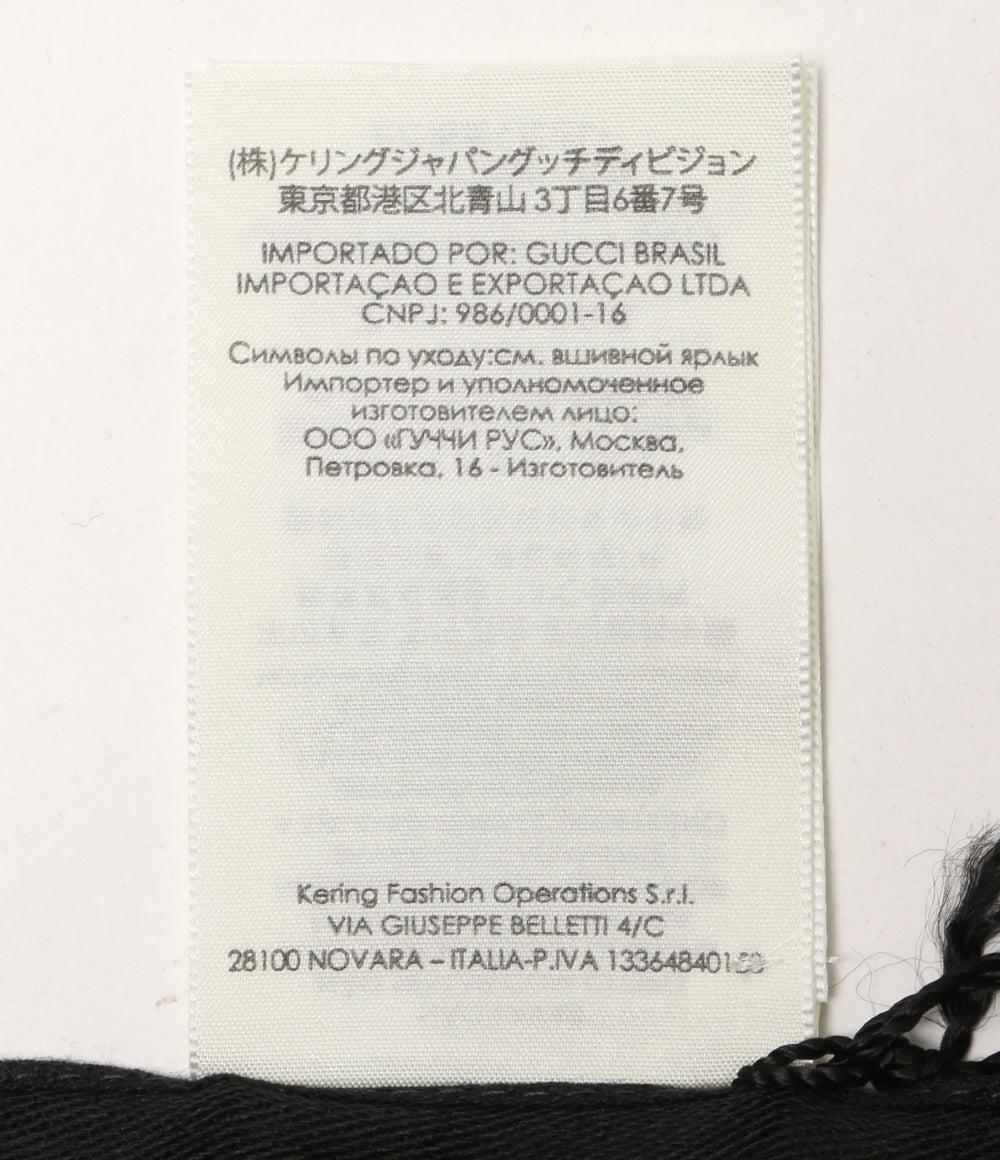 (株)ケリングジャパングッチディビジョン
東京都港区北青山 3丁目6番7号
IMPORTADO POR: GUCCI BRASIL
IMPORTAÇAO E EXPORTAÇAO LTDA
CNPJ: 986/0001-16
Символы по уходу:см. вшивной ярлык
Импортер и уполномоченное
изготовителем лицо:
ООО «ГУЧЧИ РУС», Москва,
Петровка, 16 - Изготовитель
Kering Fashion Operations S.r.l.
VIA GIUSEPPE BELLETTI 4/C
28100 NOVARA – ITALIA-P.IVA